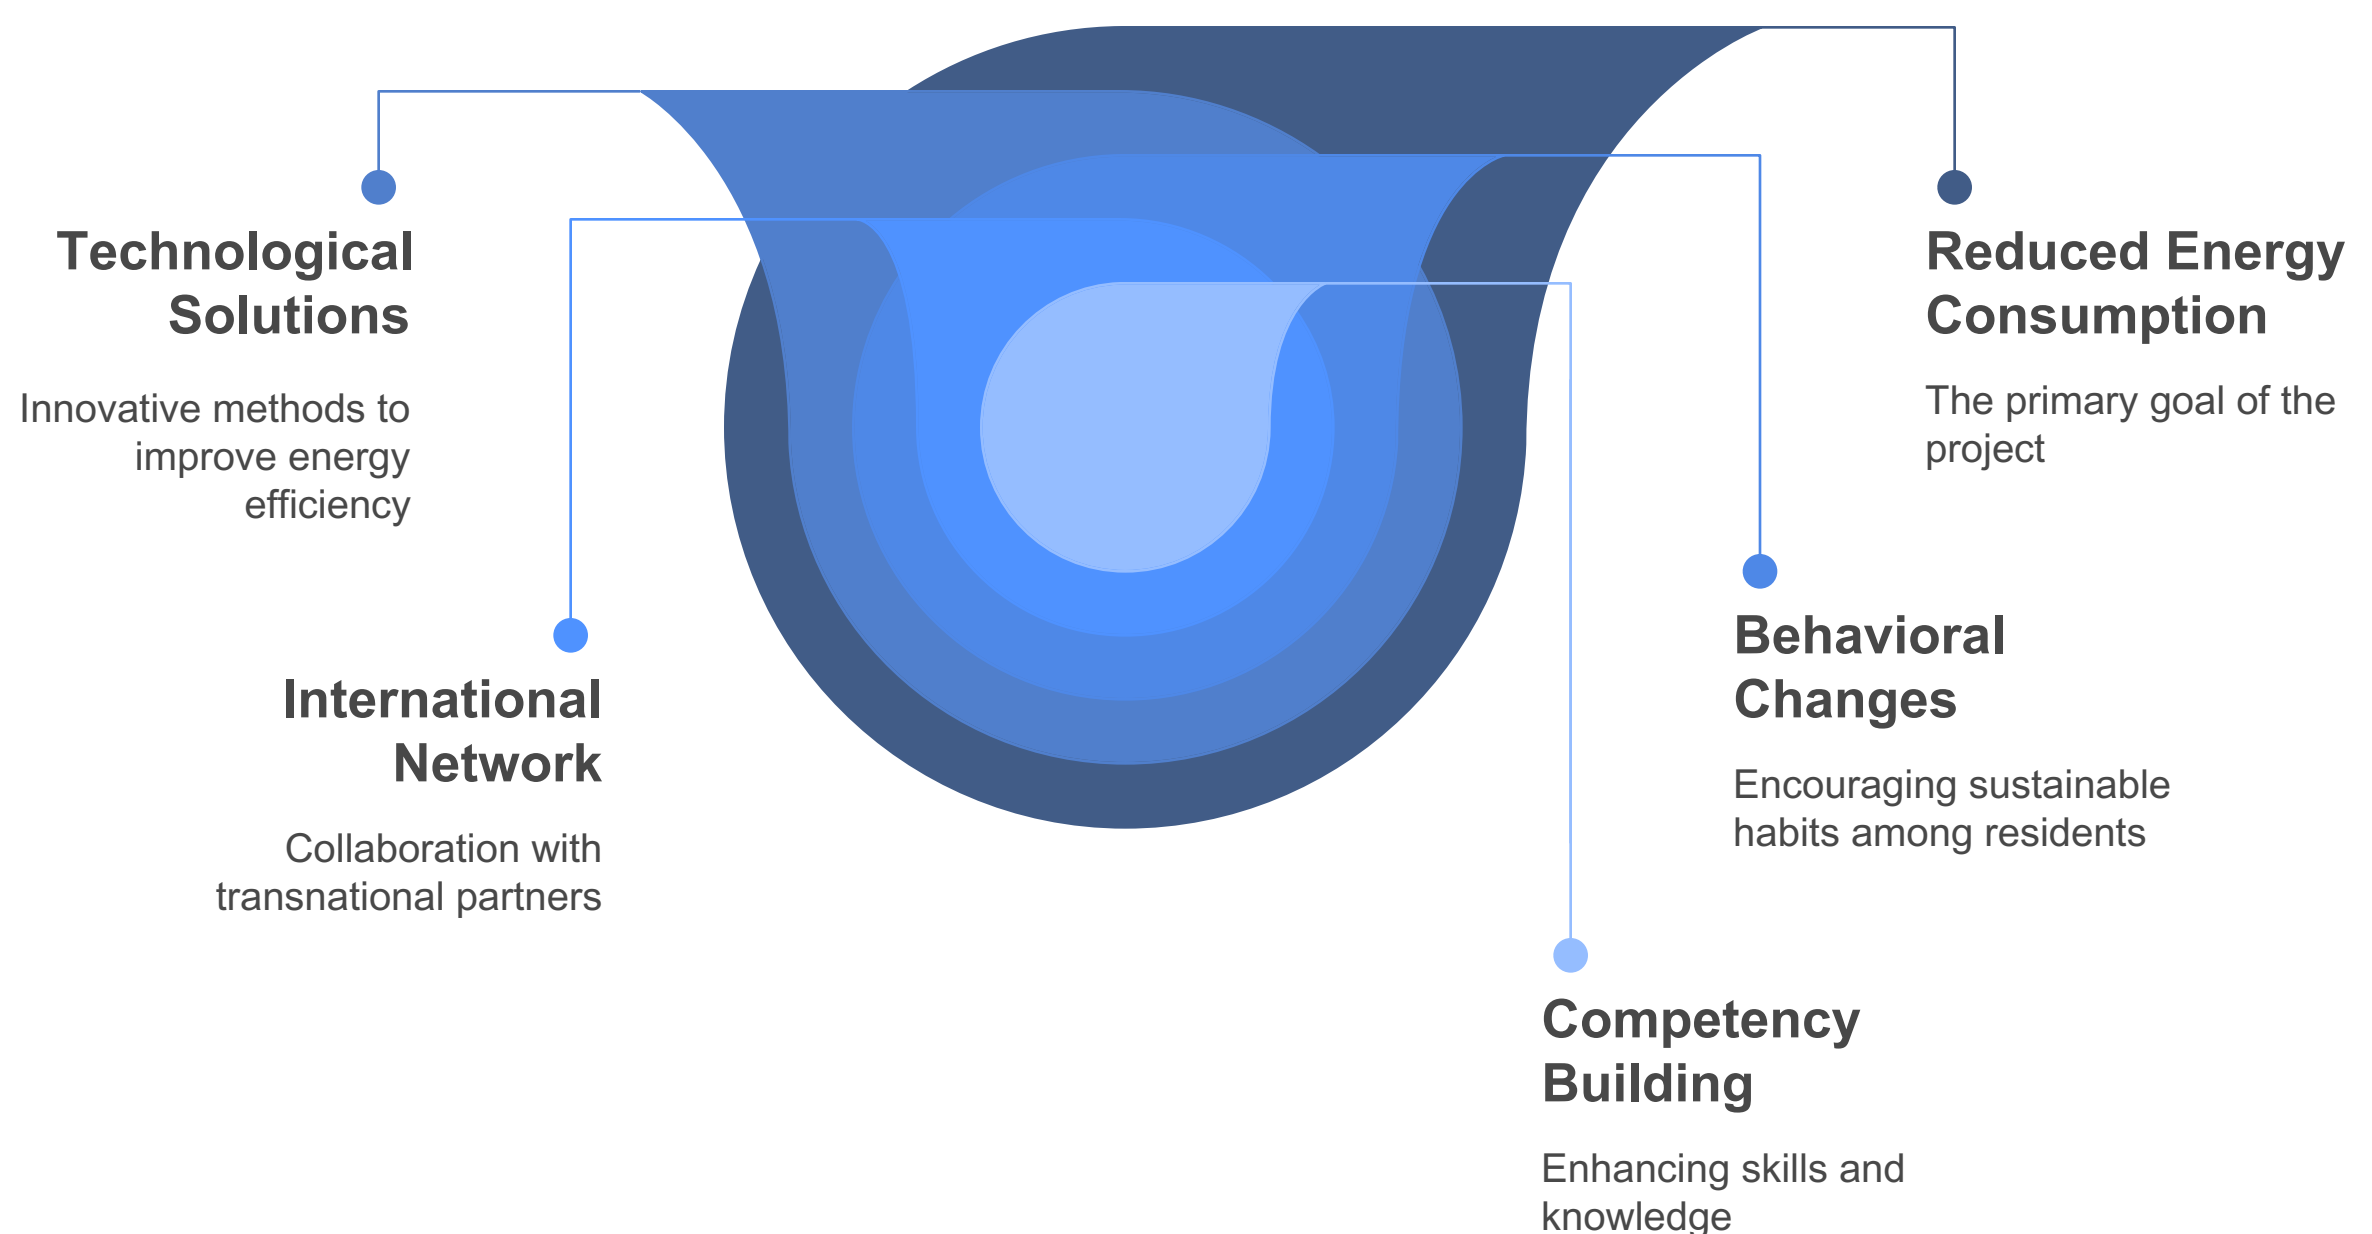 Technological
Solutions
Innovative methods to
improve energy
efficiency
International
Network
Collaboration with
transnational partners
Reduced Energy
Consumption
The primary goal of the
project
Behavioral
Changes
Encouraging sustainable
habits among residents
Competency
Building
Enhancing skills and
knowledge